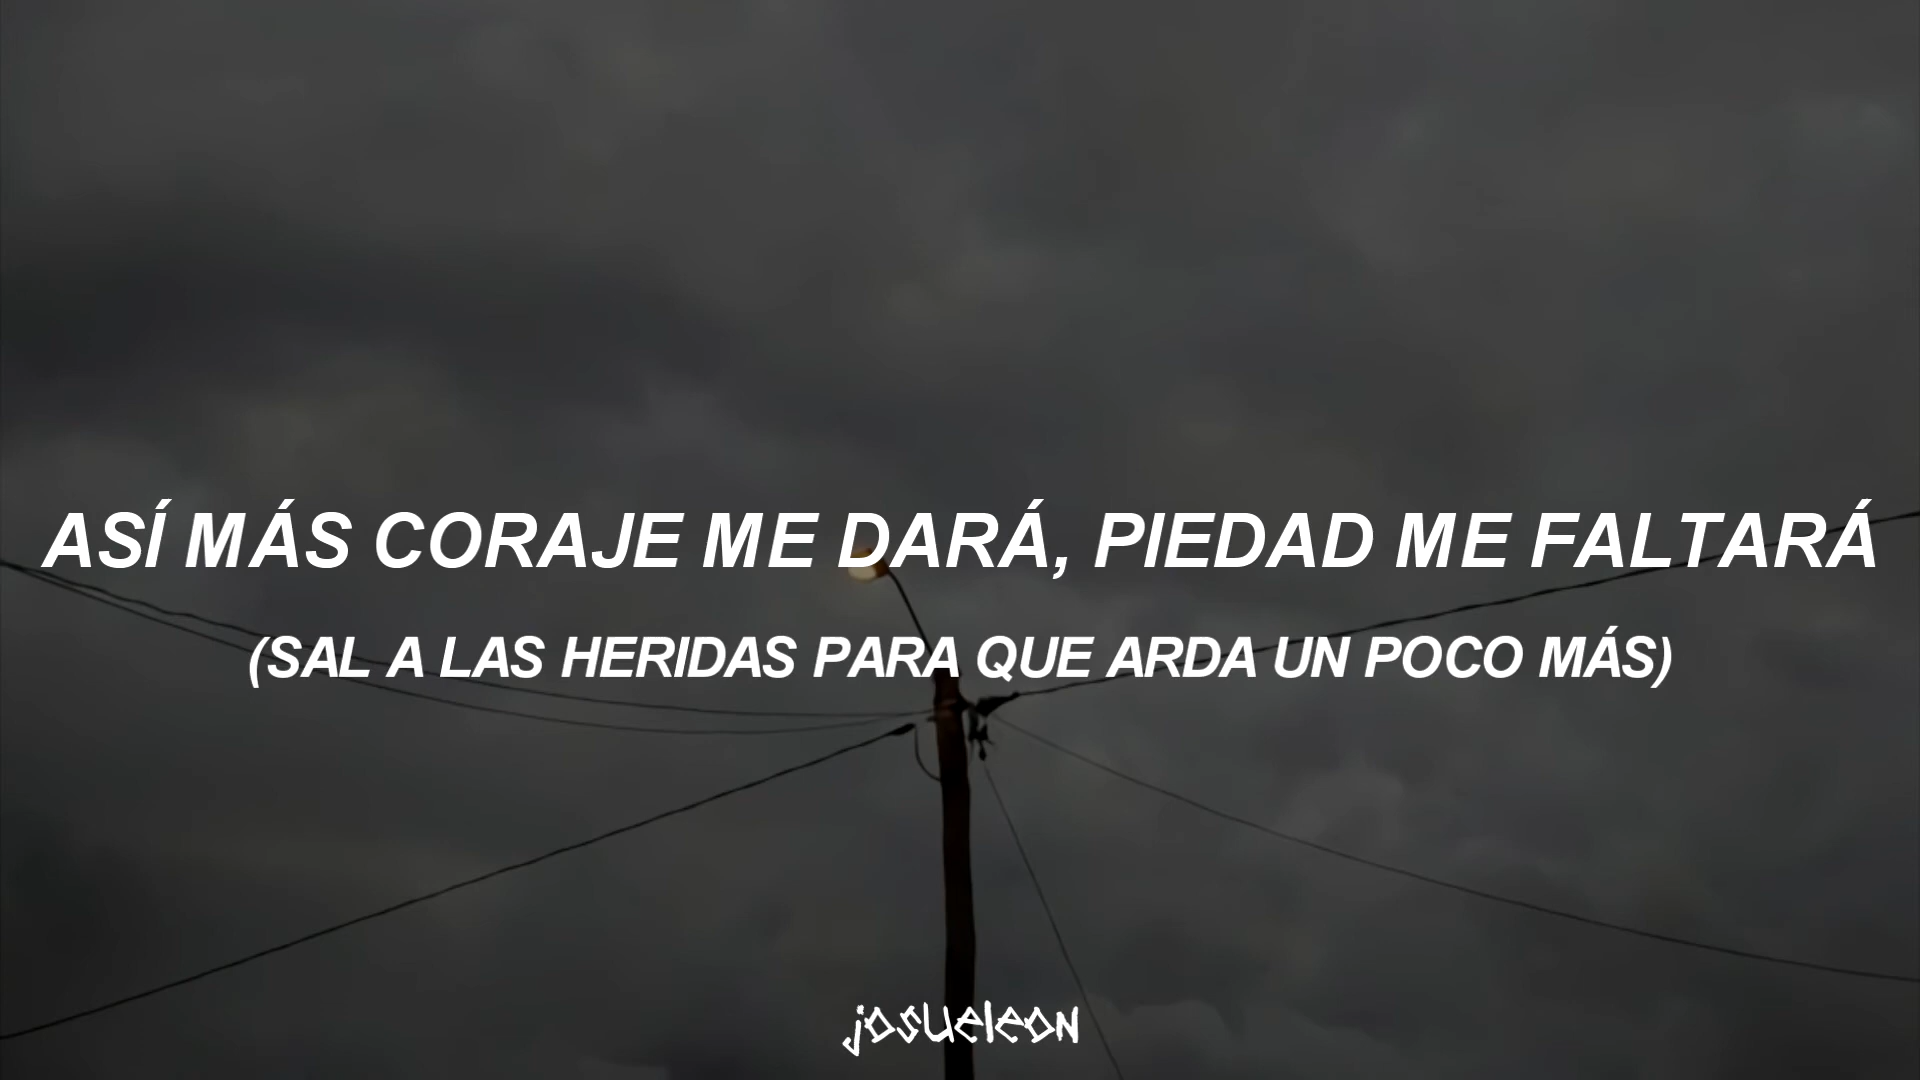 ASÍ MÁS CORAJE ME DARÁ, PIEDAD ME FALTARÁ
(SAL A LAS HERIDAS PARA QUE ARDA UN POCO MÁS)
josueleon